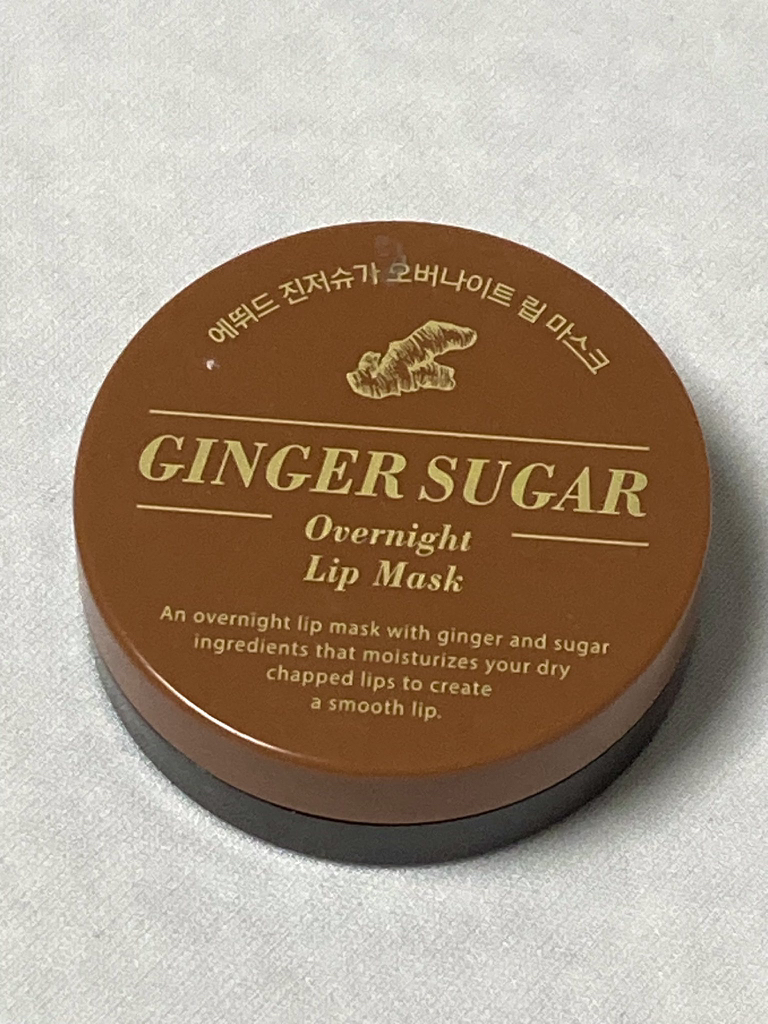 에뛰드 진저슈가 오버나이트 립 마스크
GINGER SUGAR
Overnight
Lip Mask
An overnight lip mask with ginger and sugar
ingredients that moisturizes your dry
chapped lips to create
a smooth lip.